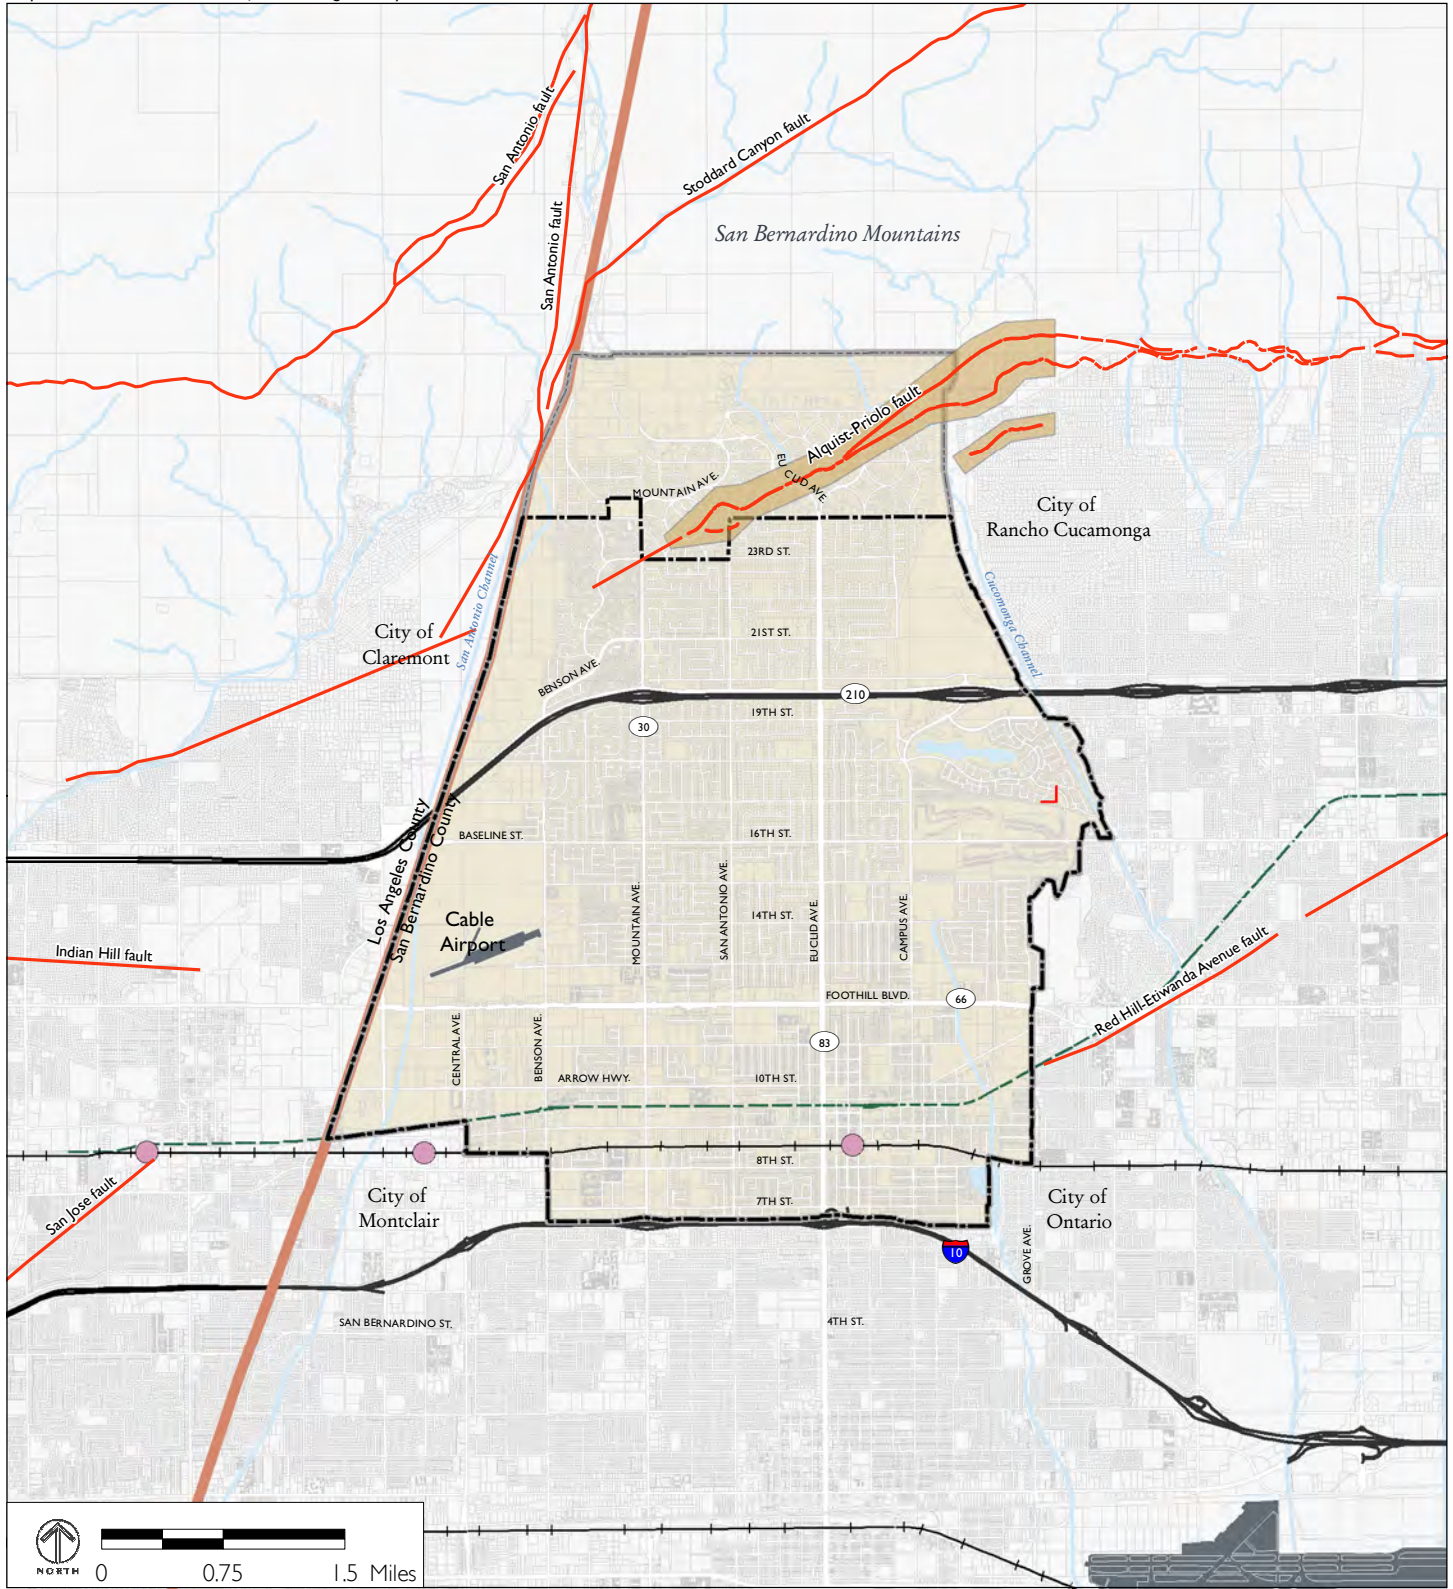 San Antonio fault
Stoddard Canyon fault
San Antonio fault
San Bernardino Mountains
Alquist-Priolo fault
EU CLID AVE
MOUNTAIN AVE.
City of
Rancho Cucamonga
23RD ST.
San Antonio Channel
Cucomonga Channel
City of
Claremont
21ST ST.
BENSON AVE.
210
19TH ST.
30
Los Angeles County
San Bernardino County
BASELINE ST.
16TH ST.
MOUNTAIN AVE.
SAN ANTONIO AVE.
EUCLID AVE.
CAMPUS AVE.
14TH ST.
Cable
Airport
Indian Hill fault
Red Hill-Etiwanda Avenue fault
FOOTHILL BLVD.
66
83
CENTRAL AVE.
BENSON AVE.
ARROW HWY.
10TH ST.
8TH ST.
San Jose fault
City of
Montclair
7TH ST.
City of
Ontario
10
GROVE AVE.
SAN BERNARDINO ST.
4TH ST.
NORTH
0 0.75 1.5 Miles